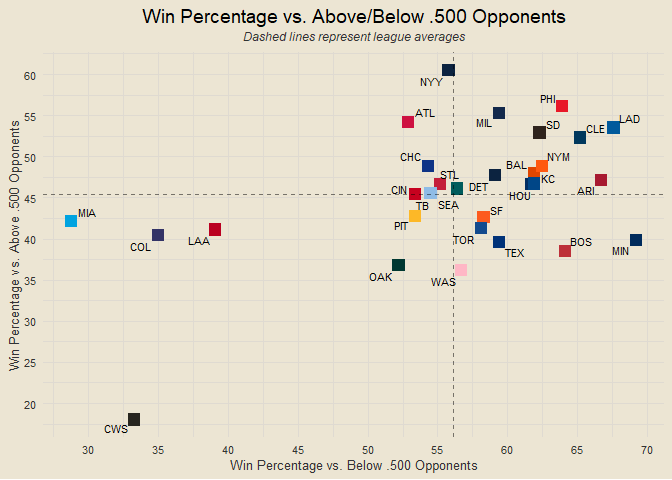 Win Percentage vs. Above/Below .500 Opponents
Dashed lines represent league averages
Win Percentage vs. Above .500 Opponents
60
55
50
45
40
35
30
25
20
NYY
PHI
ATL
MIL
SD
LAD
CLE
CHC
STL
BAL
NYM
DET
KC
HOU
ARI
CIN
TB
SEA
MIA
PIT
SF
LAA
COL
TOR
TEX
BOS
MIN
OAK
WAS
CWS
30
35
40
45
50
55
60
65
70
Win Percentage vs. Below .500 Opponents